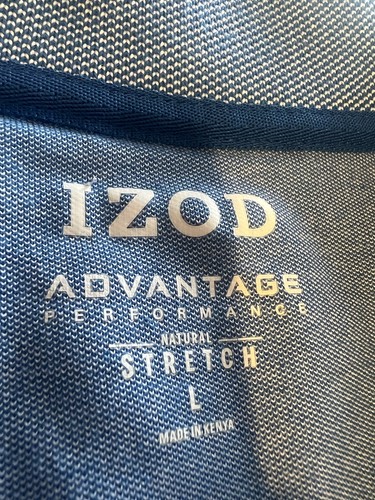 IZOD
ADVANTAGE
PERFORMANCE
NATURAL
STRETCH
L
MADE IN KENYA